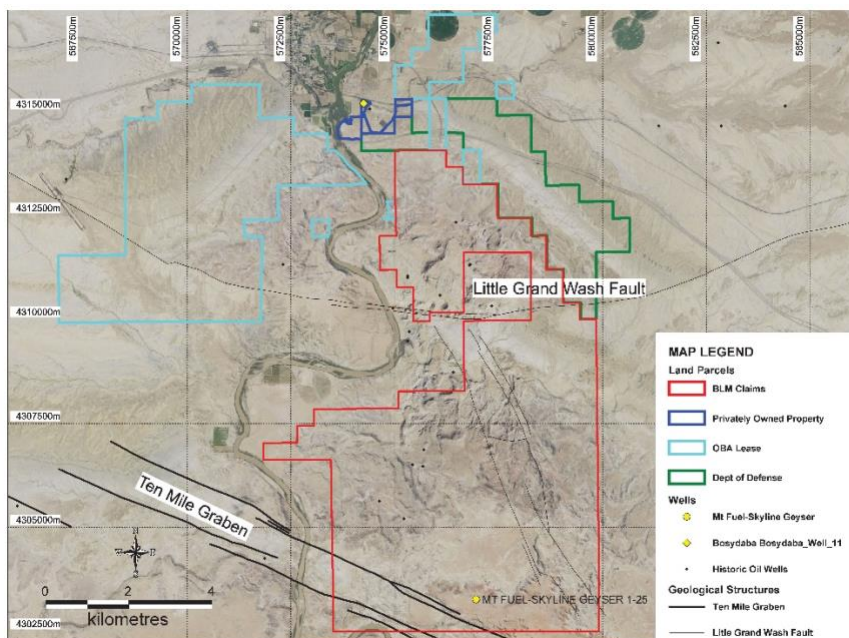 567500m
570000m
572500m
575000m
577500m
580000m
582500m
585000m
4315000m
4312500m
4310000m
4307500m
4305000m
4302500m
Little Grand Wash Fault
Ten Mile Graben
MT FUEL-SKYLINE GEYSER 1-25
0 2 4
kilometres
MAP LEGEND
Land Parcels
BLM Claims
Privately Owned Property
OBA Lease
Dept of Defense
Wells
Mt Fuel-Skyline Geyser
Bosydaba Bosydaba_Well_11
Historic Oil Wells
Geological Structures
Ten Mile Graben
Little Grand Wash Fault